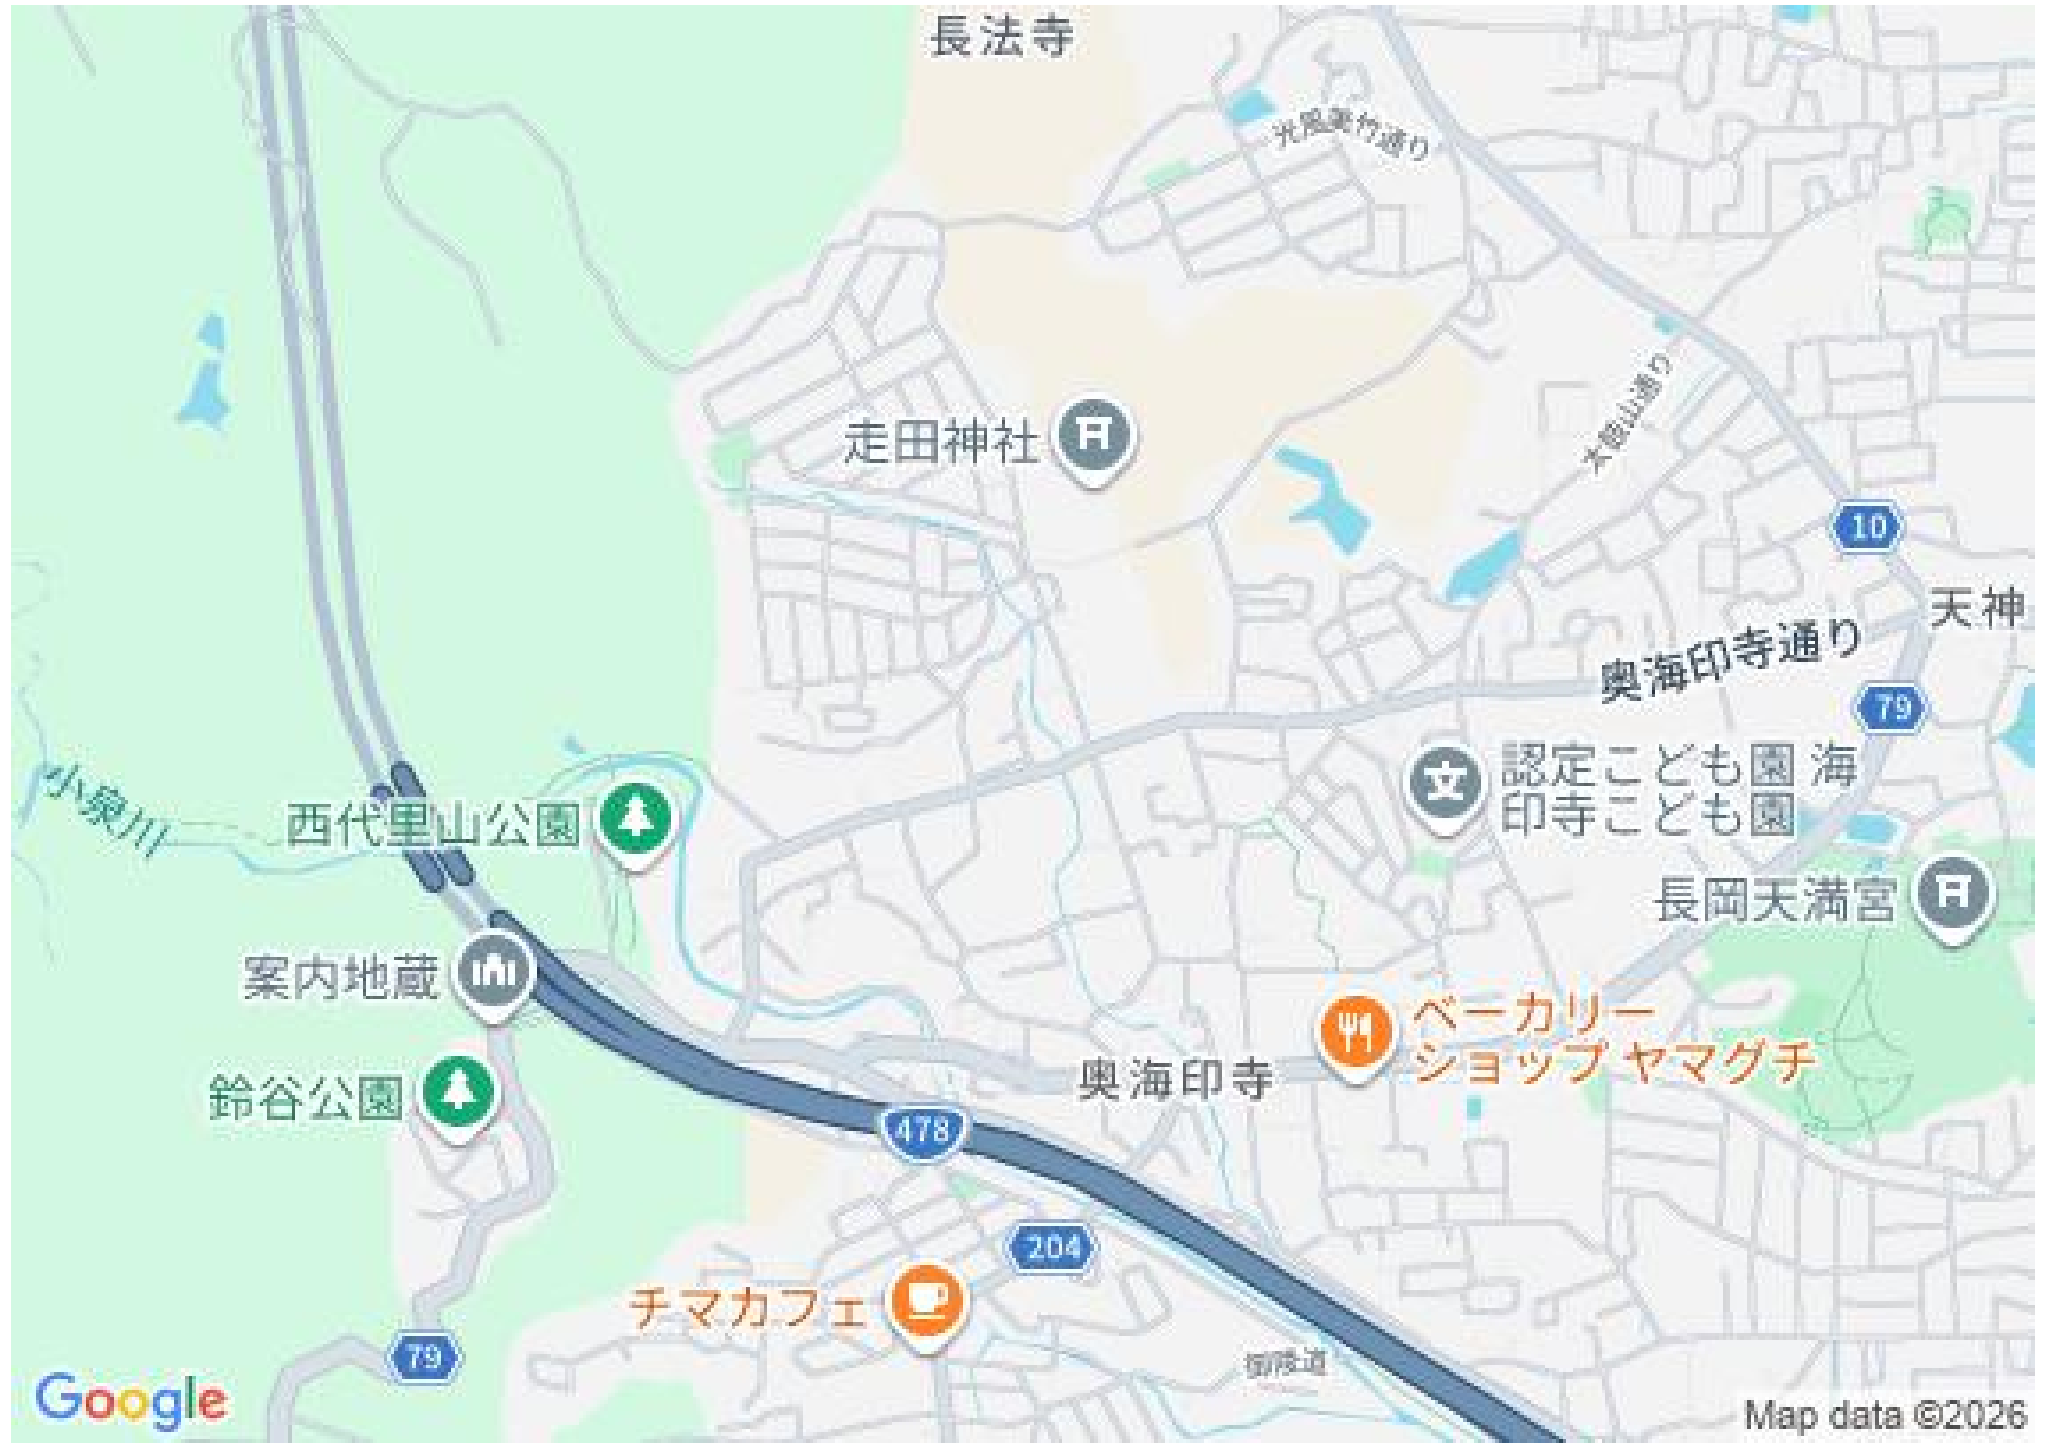 長法寺
光風美竹通り
走田神社
太鼓山通り
10
天神
奥海印寺通り
79
小泉川
西代里山公園
認定こども園 海
印寺こども園
長岡天満宮
案内地蔵
ベーカリー
ショップ ヤマグチ
奥海印寺
鈴谷公園
478
204
チマカフェ
79
御陵道
Google
Map data ©2026